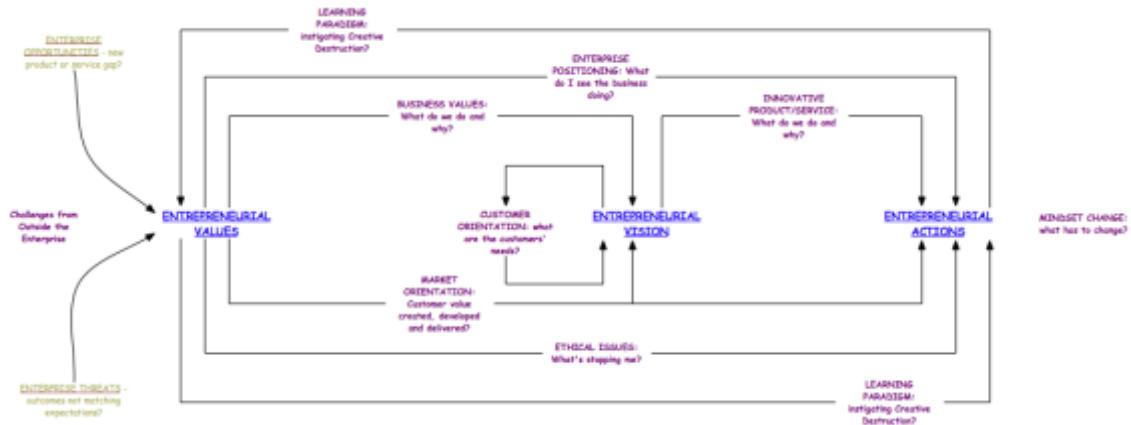 LEARNING
PARADIGM:
instigating Creative
Destruction?
ENTERPRISE
OPPORTUNITIES - new
product or service gap?
ENTERPRISE
POSITIONING: What
do I see the business
doing?
BUSINESS VALUES:
What do we do and
why?
INNOVATIVE
PRODUCT/SERVICE:
What do we do and
why?
Challenges from
Outside the
Enterprise
ENTREPRENEURIAL
VALUES
CUSTOMER
ORIENTATION: what
are the customers'
needs?
ENTREPRENEURIAL
VISION
ENTREPRENEURIAL
ACTIONS
MINDSET CHANGE:
what has to change?
MARKET
ORIENTATION:
Customer value
created, developed
and delivered?
ETHICAL ISSUES:
What's stopping me?
ENTERPRISE THREATS -
outcomes not matching
expectations?
LEARNING
PARADIGM:
instigating Creative
Destruction?